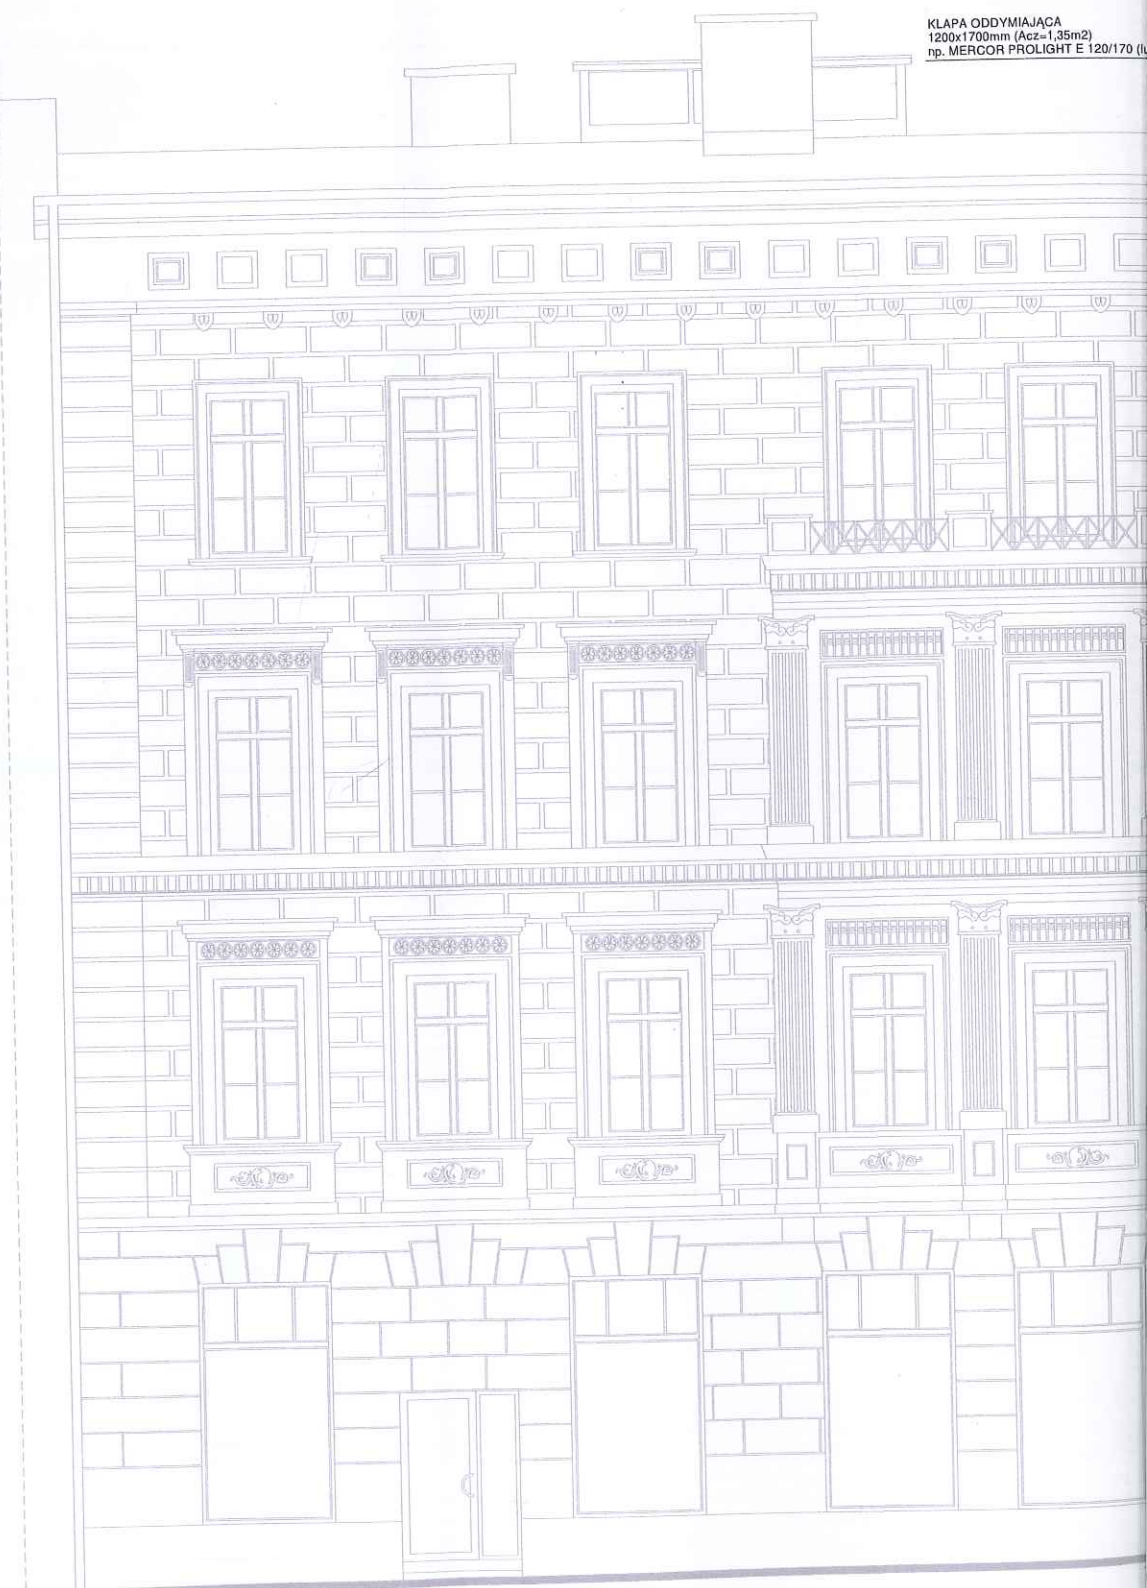 KLAPA ODDYMIAJĄCA
1200x1700mm (Acz=1,35m2)
np. MERCOR PROLIGHT E 120/170